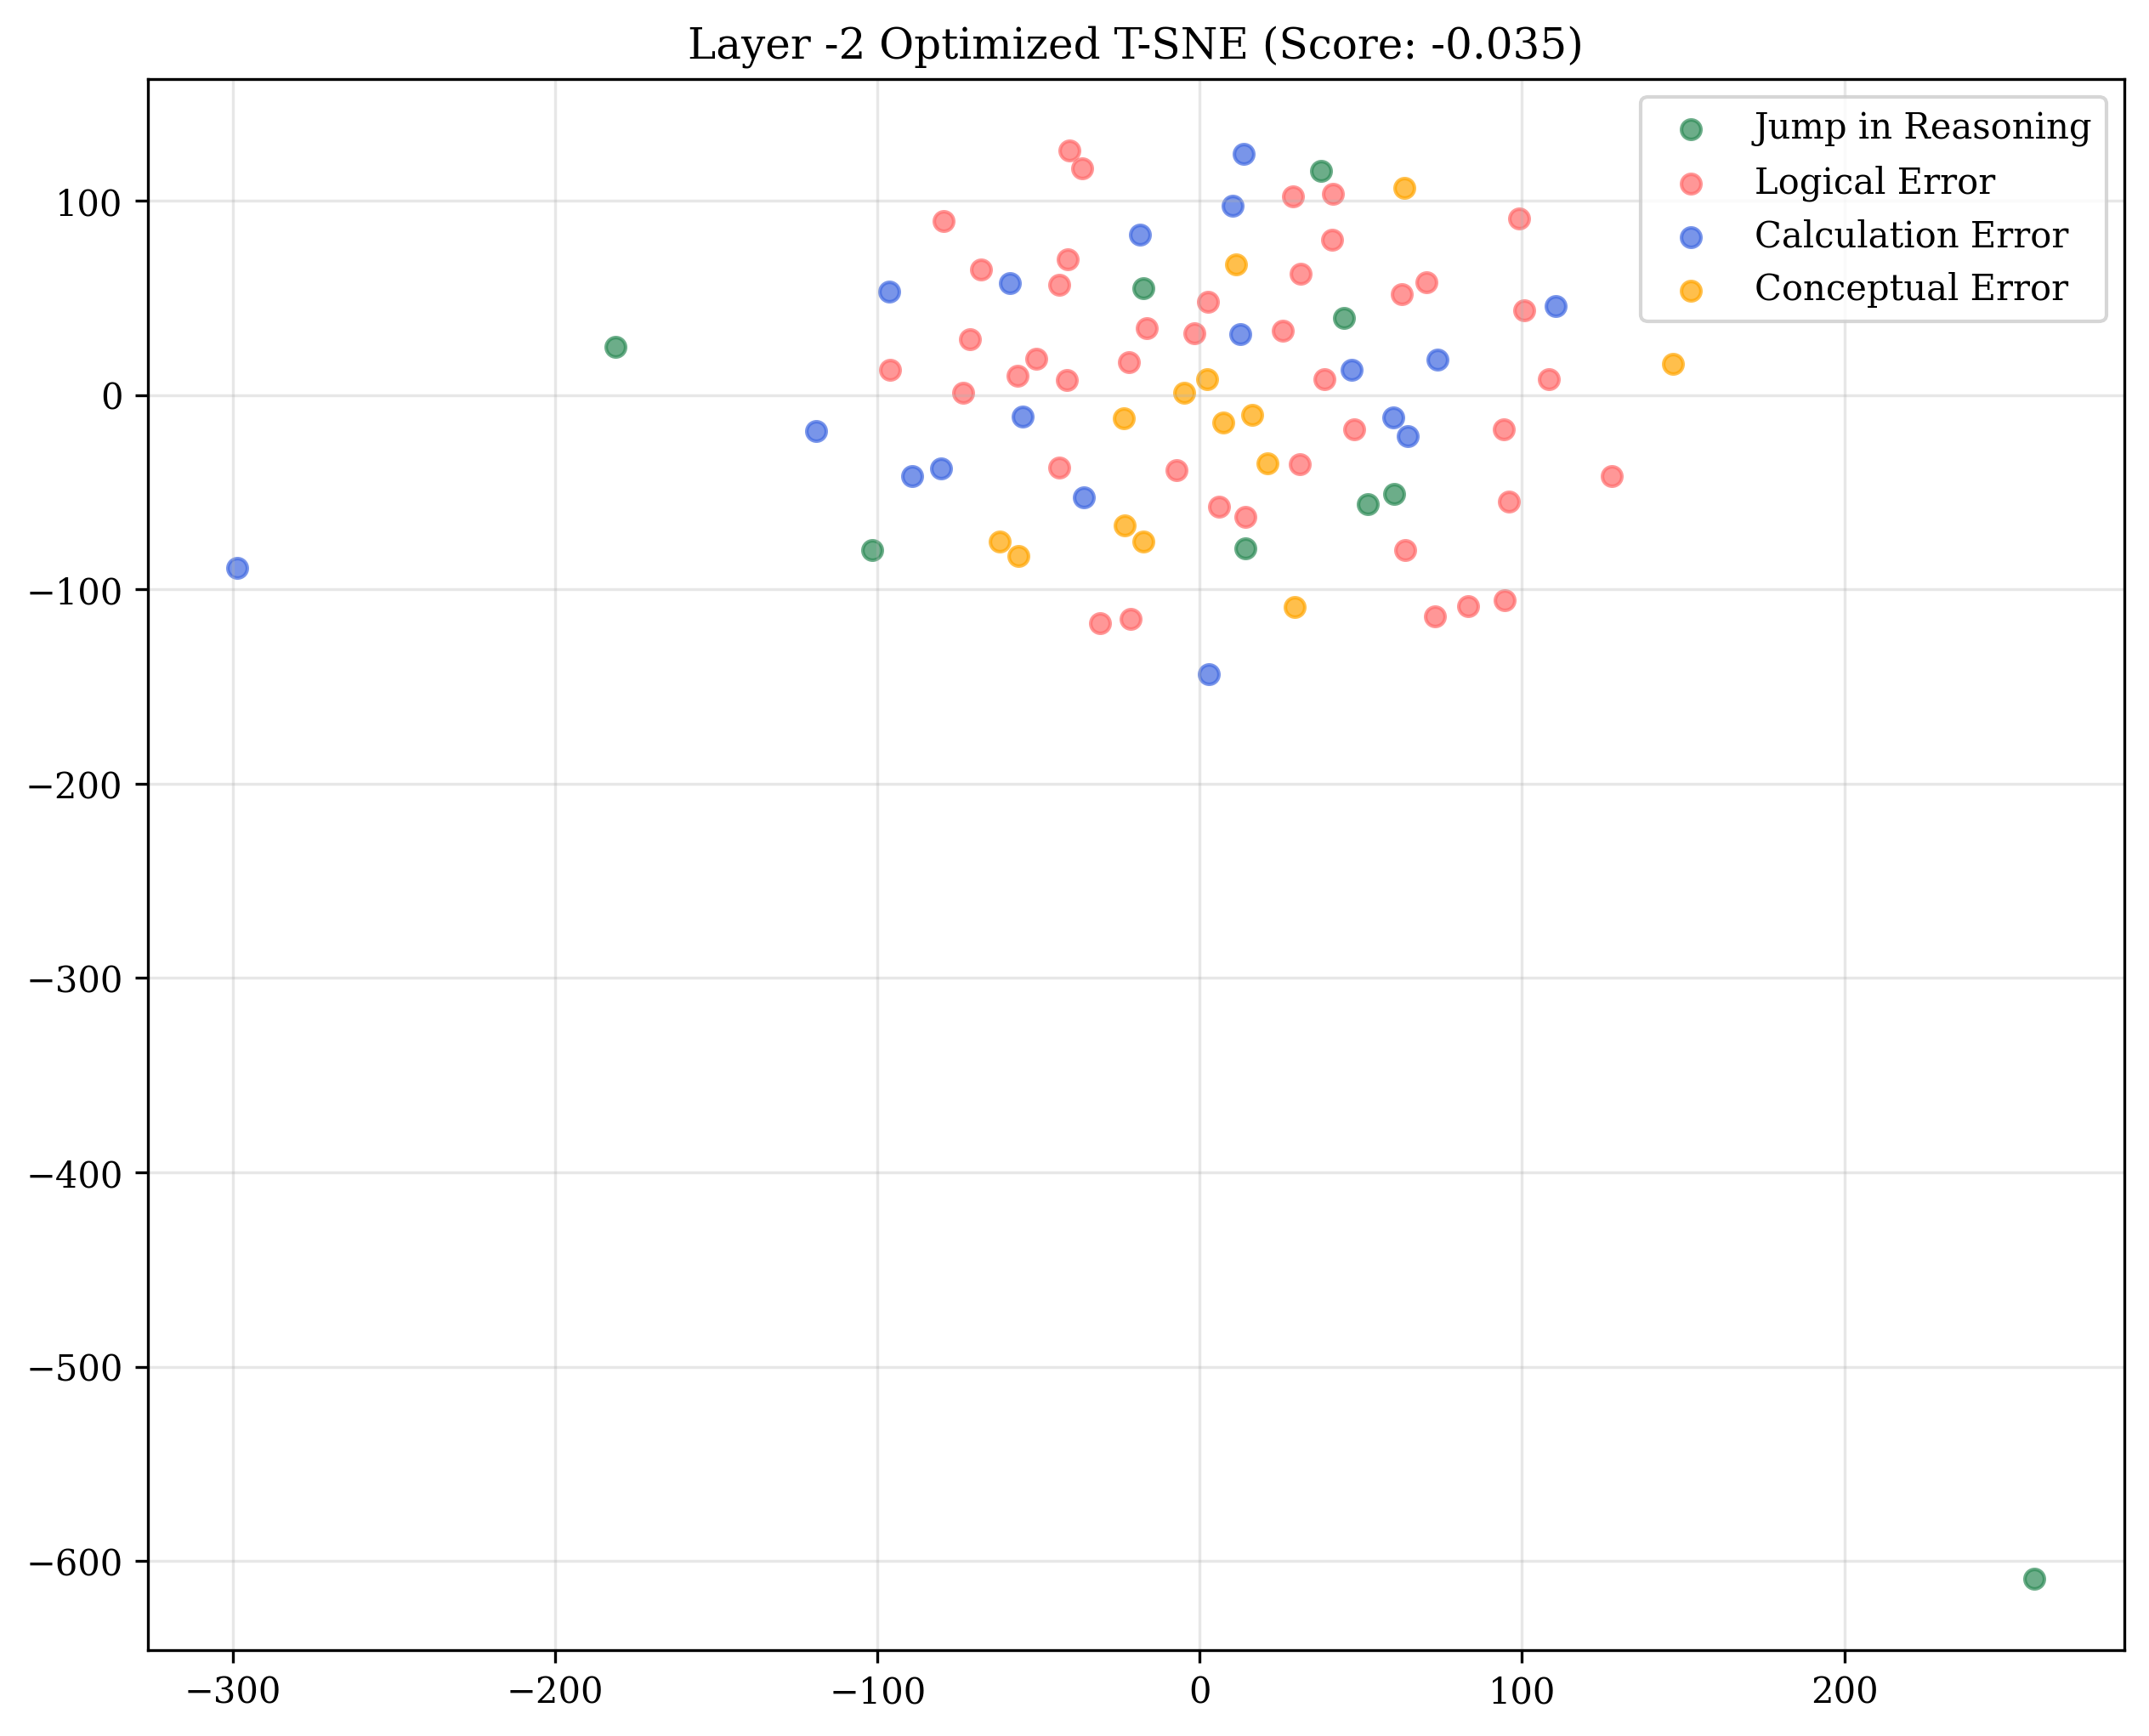 Layer -2 Optimized T-SNE (Score: -0.035)
Jump in Reasoning
Logical Error
Calculation Error
Conceptual Error
100
0
−100
−200
−300
−400
−500
−600
−300 −200 −100 0 100 200